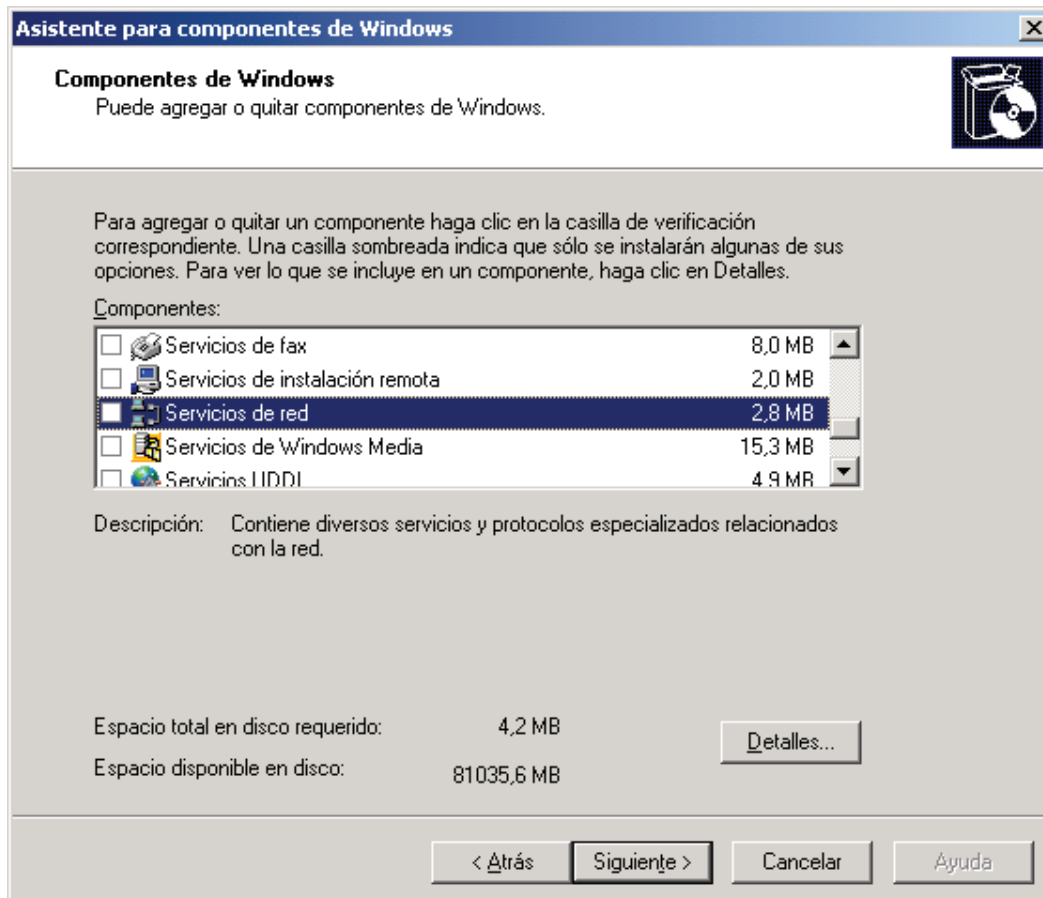 Asistente para componentes de Windows
Componentes de Windows
Puede agregar o quitar componentes de Windows.
Para agregar o quitar un componente haga clic en la casilla de verificación
correspondiente. Una casilla sombreada indica que sólo se instalarán algunas de sus
opciones. Para ver lo que se incluye en un componente, haga clic en Detalles.
Componentes:
Servicios de fax 8,0 MB
Servicios de instalación remota 2,0 MB
Servicios de red 2,8 MB
Servicios de Windows Media 15,3 MB
Servicios UDDI 4,9 MB
Descripción: Contiene diversos servicios y protocolos especializados relacionados
con la red.
Espacio total en disco requerido: 4,2 MB
Detalles...
Espacio disponible en disco: 81035,6 MB
< Atrás Siguiente > Cancelar Ayuda